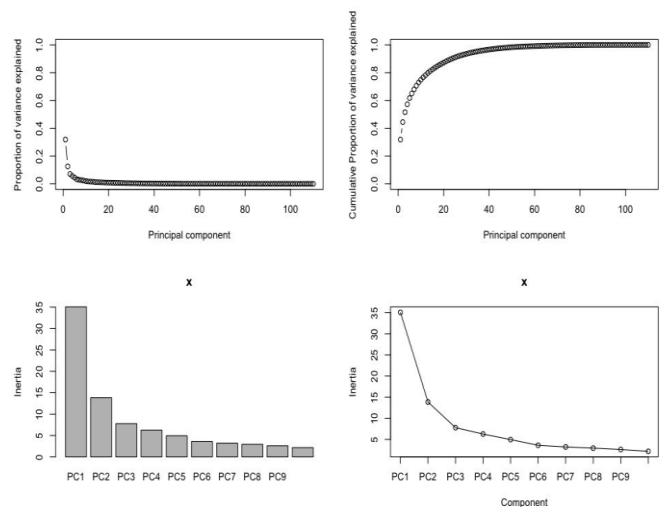 Proportion of variance explained
1.0
0.8
0.6
0.4
0.2
0.0
0 20 40 60 80 100
Principal component
Cumulative Proportion of variance explained
1.0
0.8
0.6
0.4
0.2
0.0
0 20 40 60 80 100
Principal component
x
Inertia
35
30
25
20
15
10
5
0
PC1 PC2 PC3 PC4 PC5 PC6 PC7 PC8 PC9
x
Inertia
35
30
25
20
15
10
5
PC1 PC2 PC3 PC4 PC5 PC6 PC7 PC8 PC9
Component